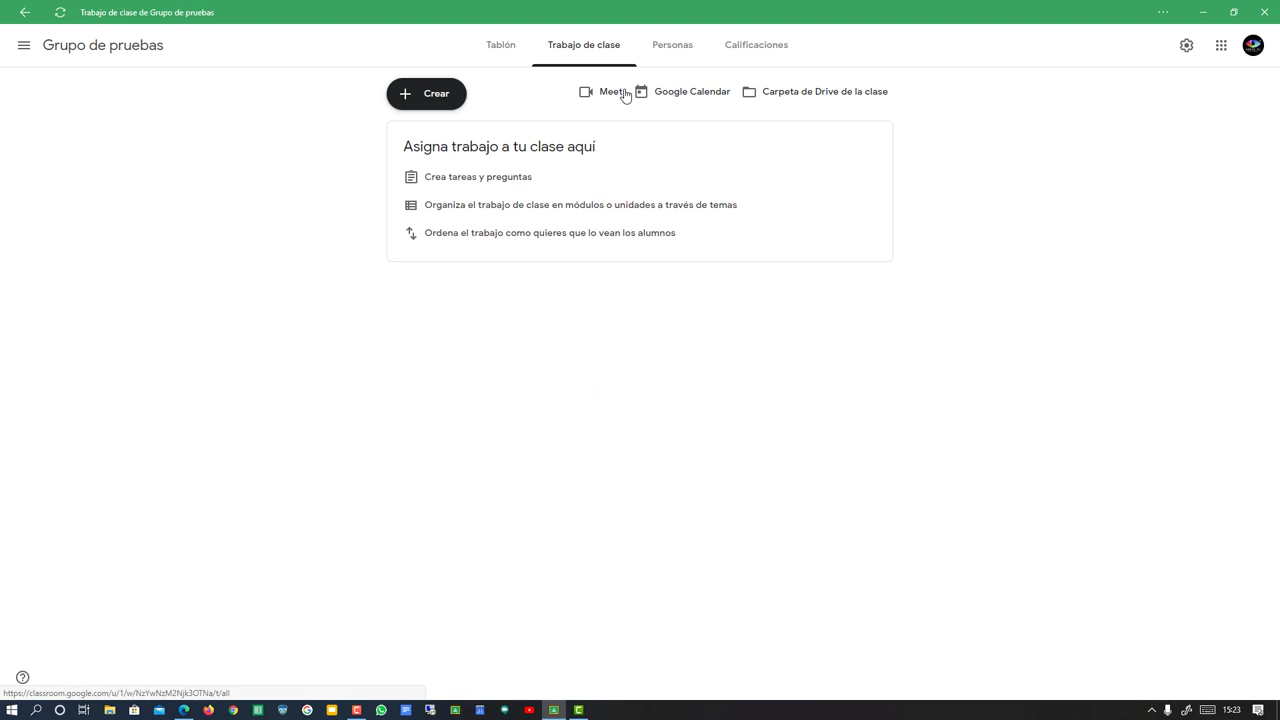 Trabajo de clase de Grupo de pruebas
Grupo de pruebas
Tablón
Trabajo de clase
Personas
Calificaciones
Crear
Meet
Google Calendar
Carpeta de Drive de la clase
Asigna trabajo a tu clase aquí
Crea tareas y preguntas
Organiza el trabajo de clase en módulos o unidades a través de temas
Ordena el trabajo como quieres que lo vean los alumnos
https://classroom.google.com/u/1/w/NzYwNzM2Njk3OTNa/t/all
15:23